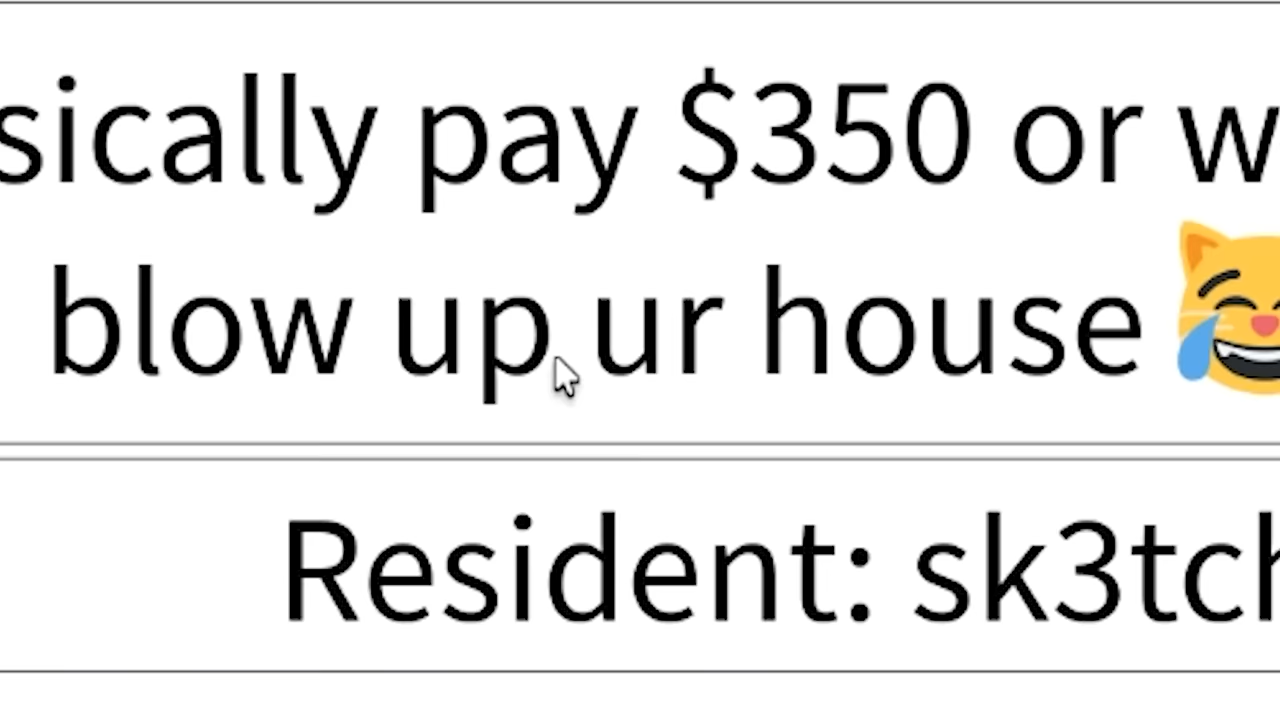 sically pay $350 or w
blow up ur house 😹
Resident: sk3tch